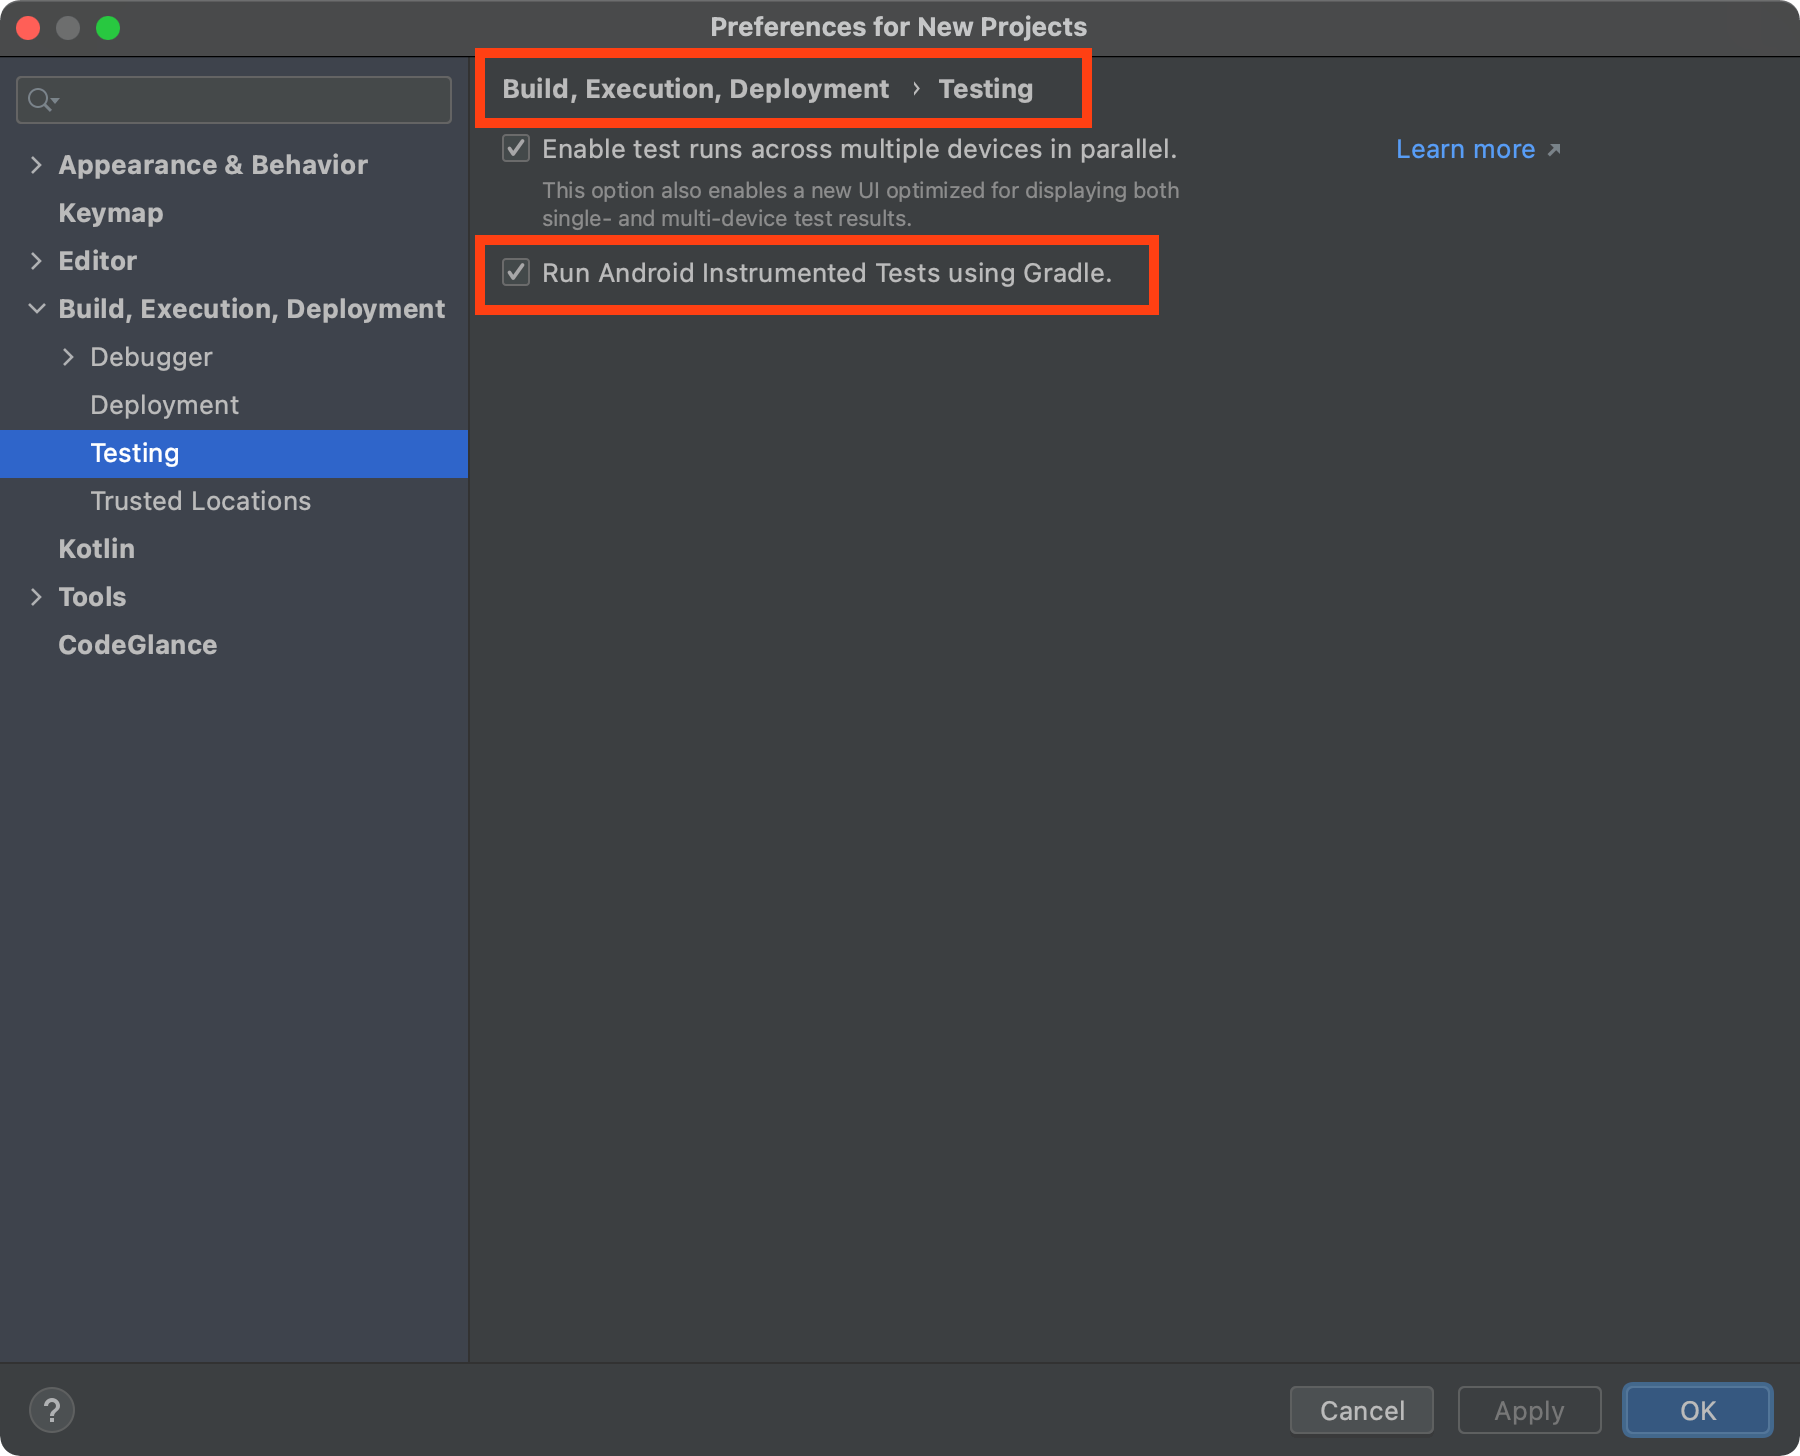 Preferences for New Projects
Appearance & Behavior
Keymap
Editor
Build, Execution, Deployment
Debugger
Deployment
Testing
Trusted Locations
Kotlin
Tools
CodeGlance
Build, Execution, Deployment › Testing
Enable test runs across multiple devices in parallel. Learn more ↗
This option also enables a new UI optimized for displaying both
single- and multi-device test results.
Run Android Instrumented Tests using Gradle.
?
Cancel
Apply
OK